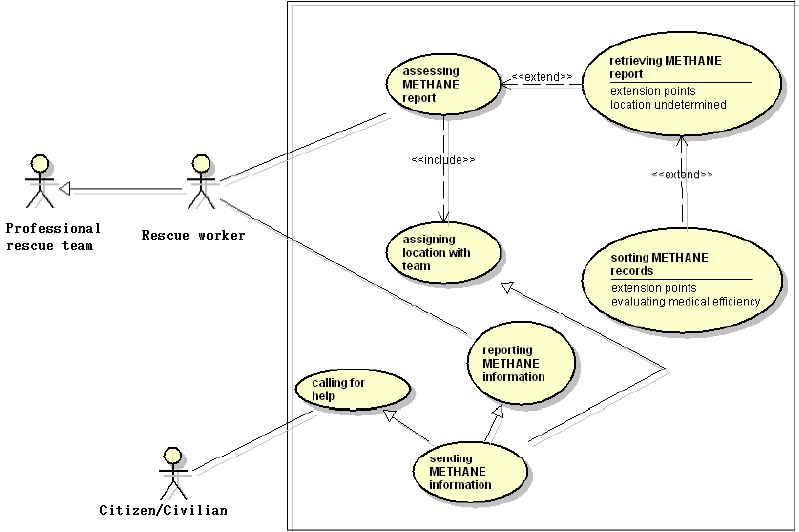 assessing
METHANE
report
<<extend>>
retrieving METHANE
report
extension points
location undetermined
<<include>>
<<extend>>
Professional
rescue team
Rescue worker
assigning
location with
team
sorting METHANE
records
extension points
evaluating medical efficiency
reporting
METHANE
information
calling for
help
sending
METHANE
information
Citizen/Civilian